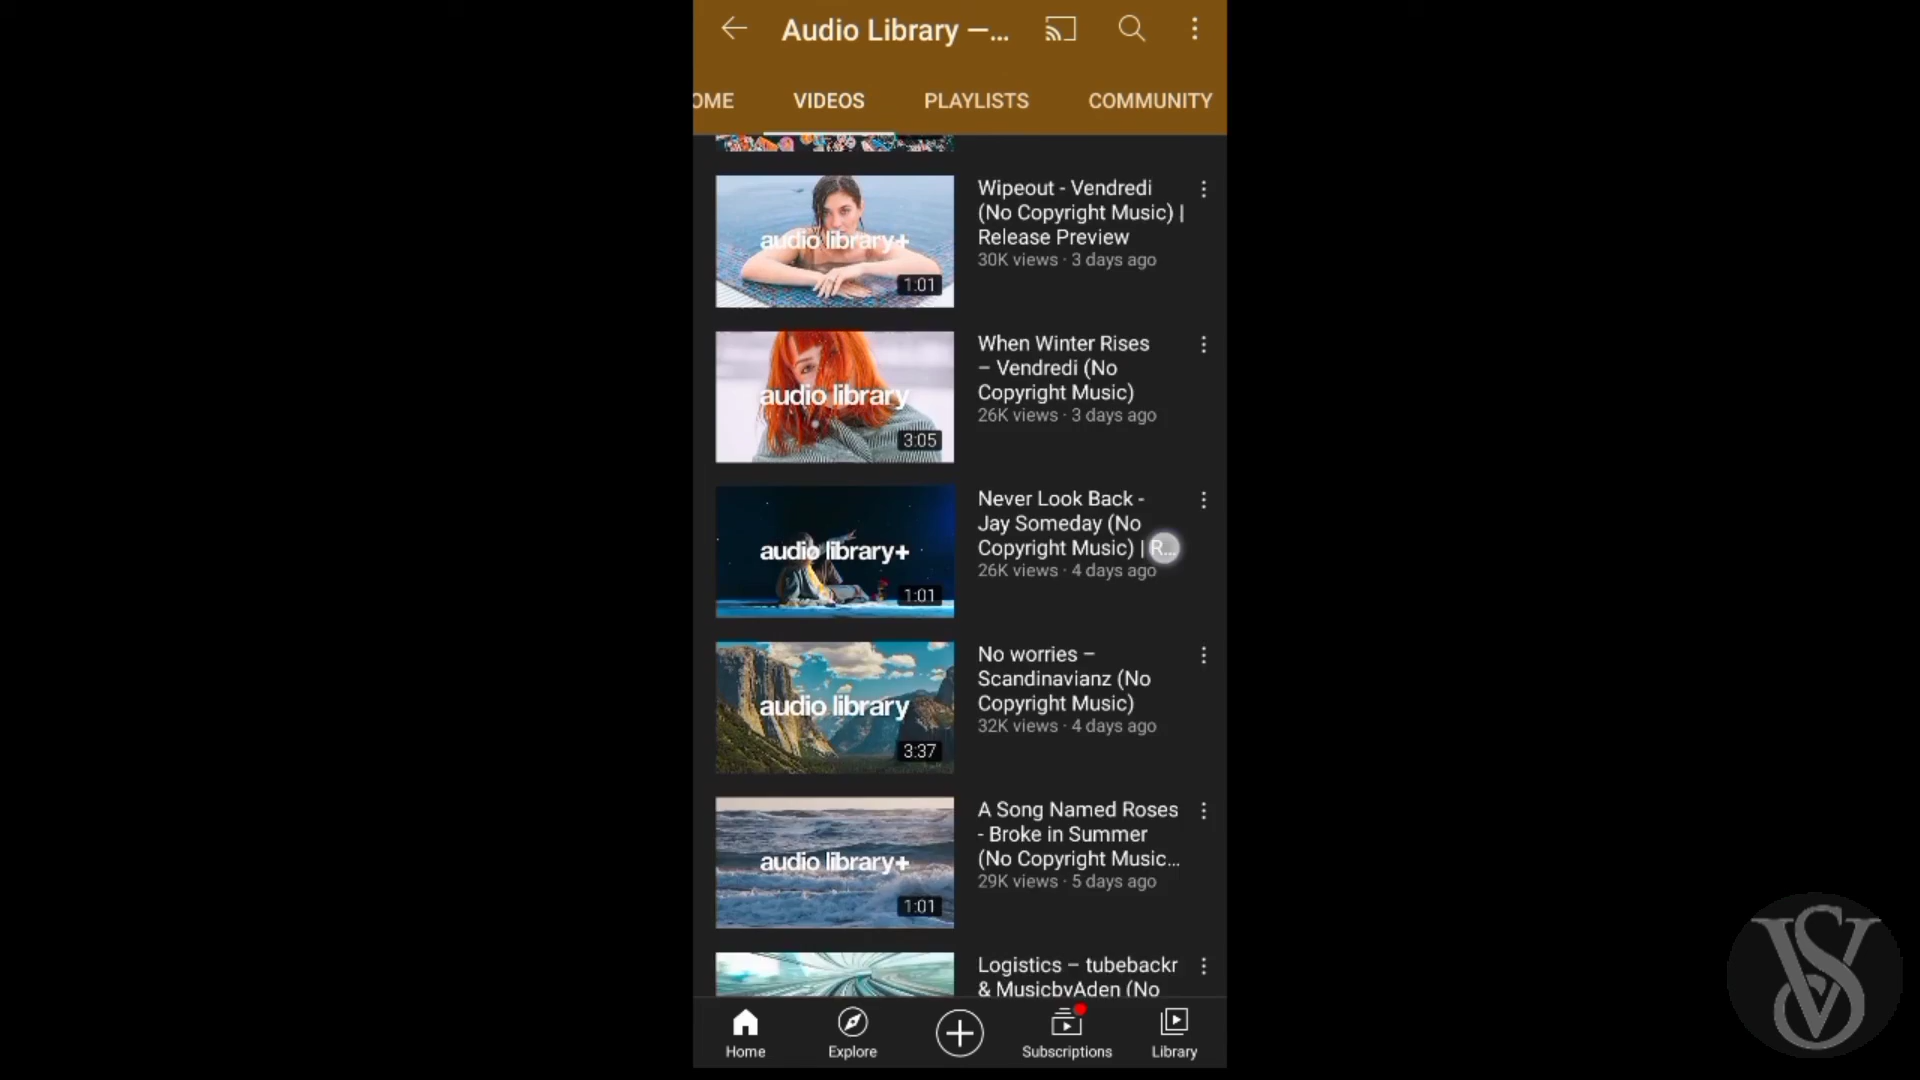 Audio Library —...
OME VIDEOS PLAYLISTS COMMUNITY
audio library+
1:01
Wipeout - Vendredi
(No Copyright Music) |
Release Preview
30K views · 3 days ago
audio library
3:05
When Winter Rises
– Vendredi (No
Copyright Music)
26K views · 3 days ago
audio library+
1:01
Never Look Back -
Jay Someday (No
Copyright Music) | R...
26K views · 4 days ago
audio library
3:37
No worries –
Scandinavianz (No
Copyright Music)
32K views · 4 days ago
audio library+
1:01
A Song Named Roses
- Broke in Summer
(No Copyright Music...
29K views · 5 days ago
Logistics – tubebackr
& MusicbyAden (No
Home Explore Subscriptions Library